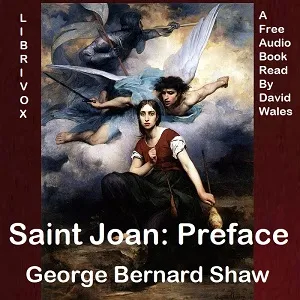 LIBRIVOX
A
Free
Audio
Book
Read
By
David
Wales
Saint Joan: Preface
George Bernard Shaw